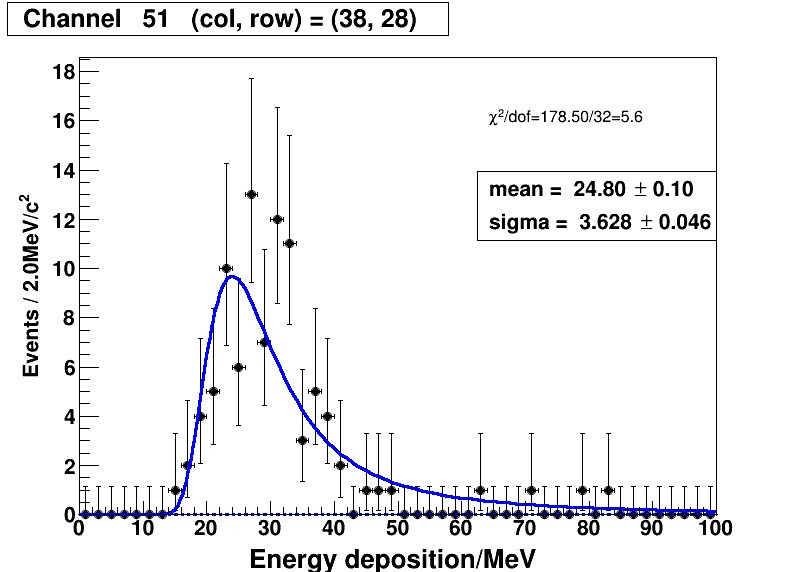 Channel 51 (col, row) = (38, 28)
χ²/dof=178.50/32=5.6
mean = 24.80 ± 0.10
sigma = 3.628 ± 0.046
Events / 2.0MeV/c²
18
16
14
12
10
8
6
4
2
0
0 10 20 30 40 50 60 70 80 90 100
Energy deposition/MeV